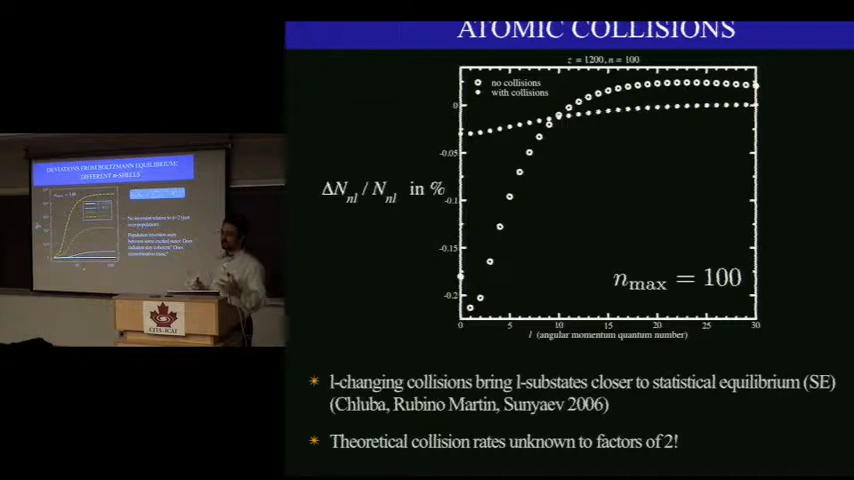 ATOMIC COLLISIONS
z = 1200, n = 100
no collisions
with collisions
0
-0.05
-0.1
-0.15
-0.2
ΔN_nl / N_nl in %
n_max = 100
0 5 10 15 20 25 30
l (angular momentum quantum number)
l-changing collisions bring l-substates closer to statistical equilibrium (SE)
(Chluba, Rubino Martin, Sunyaev 2006)
Theoretical collision rates unknown to factors of 2!
DEVIATIONS FROM BOLTZMANN EQUILIBRIUM:
DIFFERENT n-SHELLS
CITA-ICAT